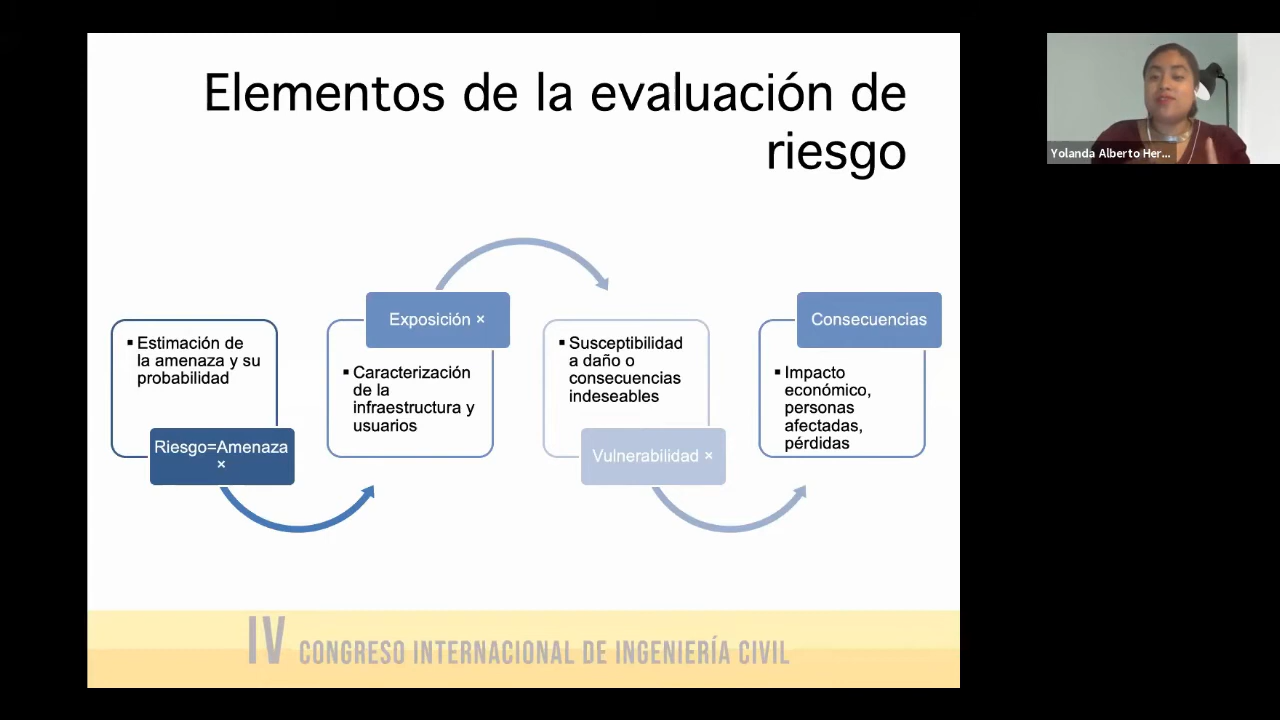 Elementos de la evaluación de
riesgo
▪ Estimación de
la amenaza y su
probabilidad
Riesgo=Amenaza
×
Exposición ×
▪ Caracterización
de la
infraestructura y
usuarios
▪ Susceptibilidad
a daño o
consecuencias
indeseables
Vulnerabilidad ×
Consecuencias
▪ Impacto
económico,
personas
afectadas,
pérdidas
IV CONGRESO INTERNACIONAL DE INGENIERÍA CIVIL
Yolanda Alberto Her...